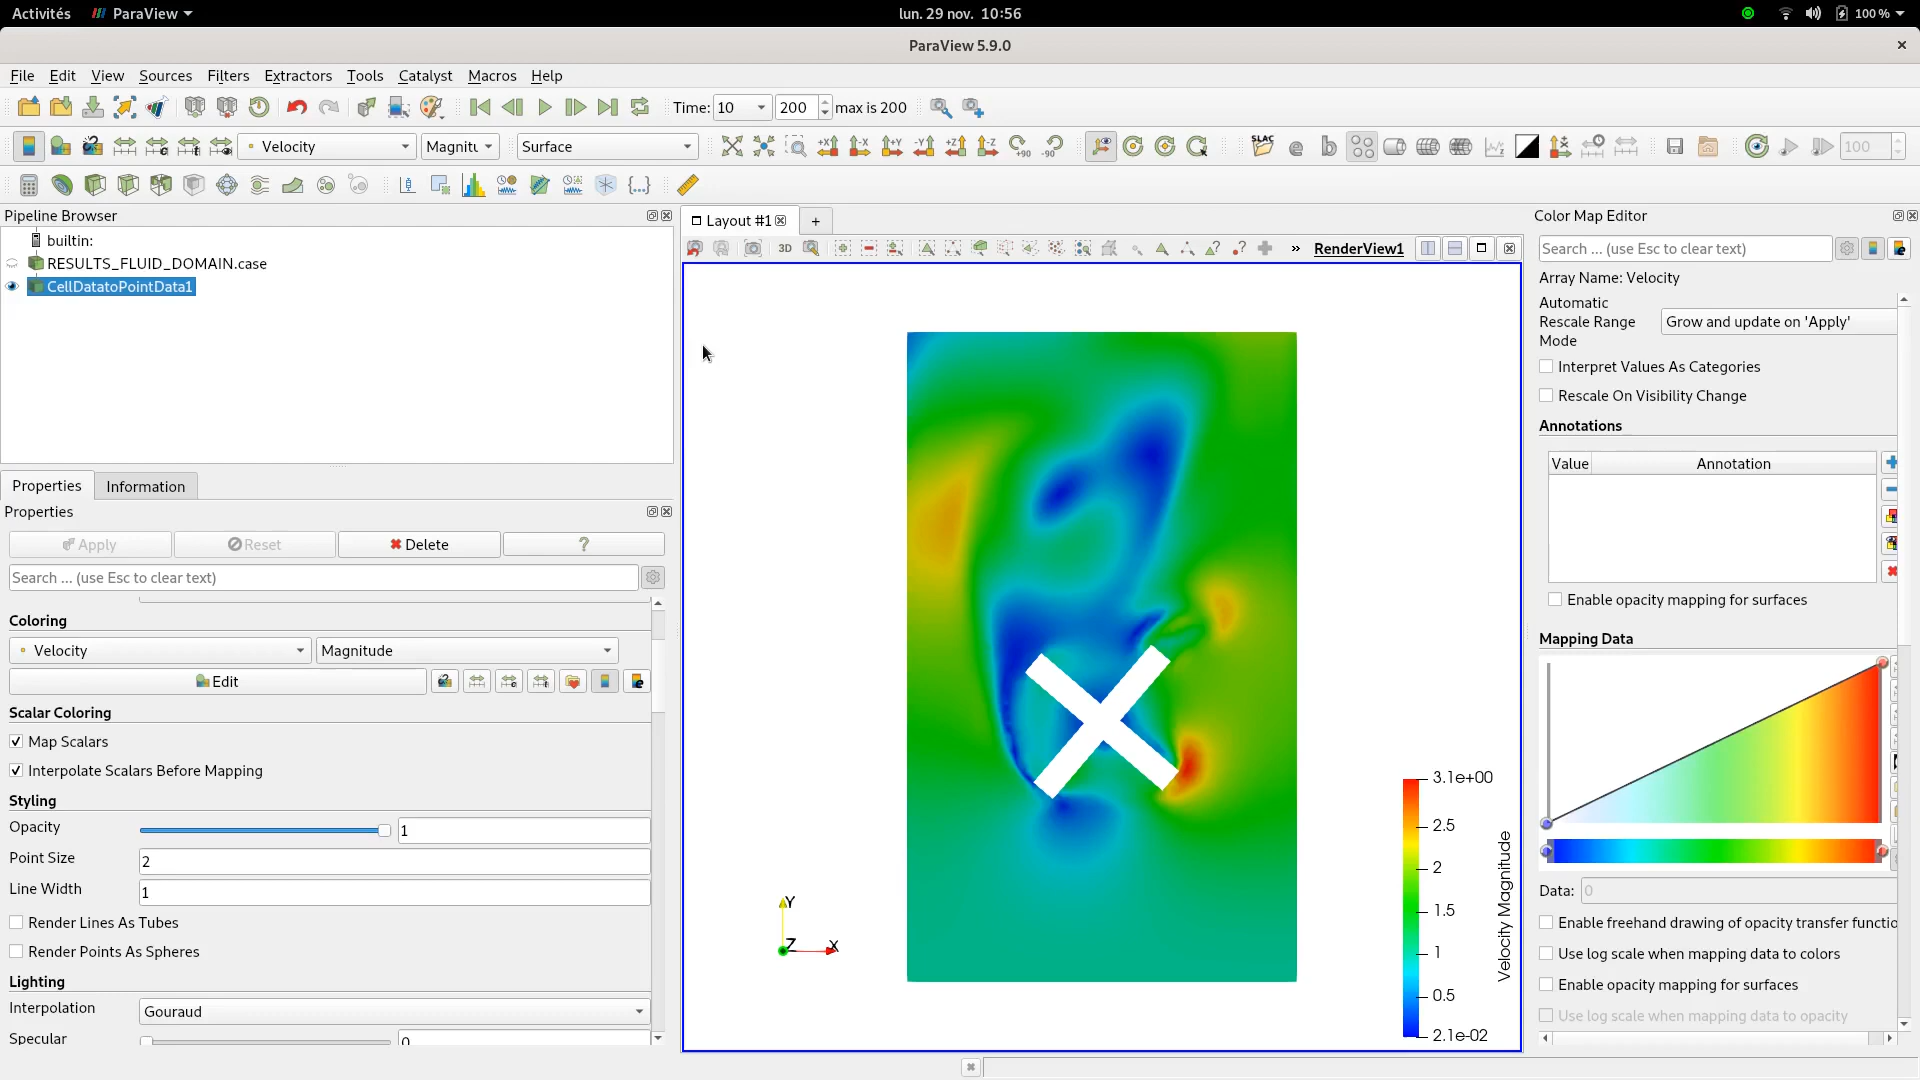 Activités ParaView lun. 29 nov. 10:56 100 %
ParaView 5.9.0
File Edit View Sources Filters Extractors Tools Catalyst Macros Help
Time: 10 200 max is 200
Velocity Magnitu Surface +X -X +Y -Y +Z -Z +90 -90 SLAC 100
Pipeline Browser
builtin:
RESULTS_FLUID_DOMAIN.case
CellDatatoPointData1
Properties Information
Properties
Apply Reset Delete ?
Search ... (use Esc to clear text)
Coloring
Velocity Magnitude
Edit
Scalar Coloring
Map Scalars
Interpolate Scalars Before Mapping
Styling
Opacity 1
Point Size 2
Line Width 1
Render Lines As Tubes
Render Points As Spheres
Lighting
Interpolation Gouraud
Specular 0
Layout #1 +
3D » RenderView1
3.1e+00
2.5
2
1.5
1
0.5
2.1e-02
Velocity Magnitude
Y
Z X
Color Map Editor
Search ... (use Esc to clear text)
Array Name: Velocity
Automatic
Rescale Range
Mode
Grow and update on 'Apply'
Interpret Values As Categories
Rescale On Visibility Change
Annotations
Value Annotation
Enable opacity mapping for surfaces
Mapping Data
Data: 0
Enable freehand drawing of opacity transfer functio
Use log scale when mapping data to colors
Enable opacity mapping for surfaces
Use log scale when mapping data to opacity